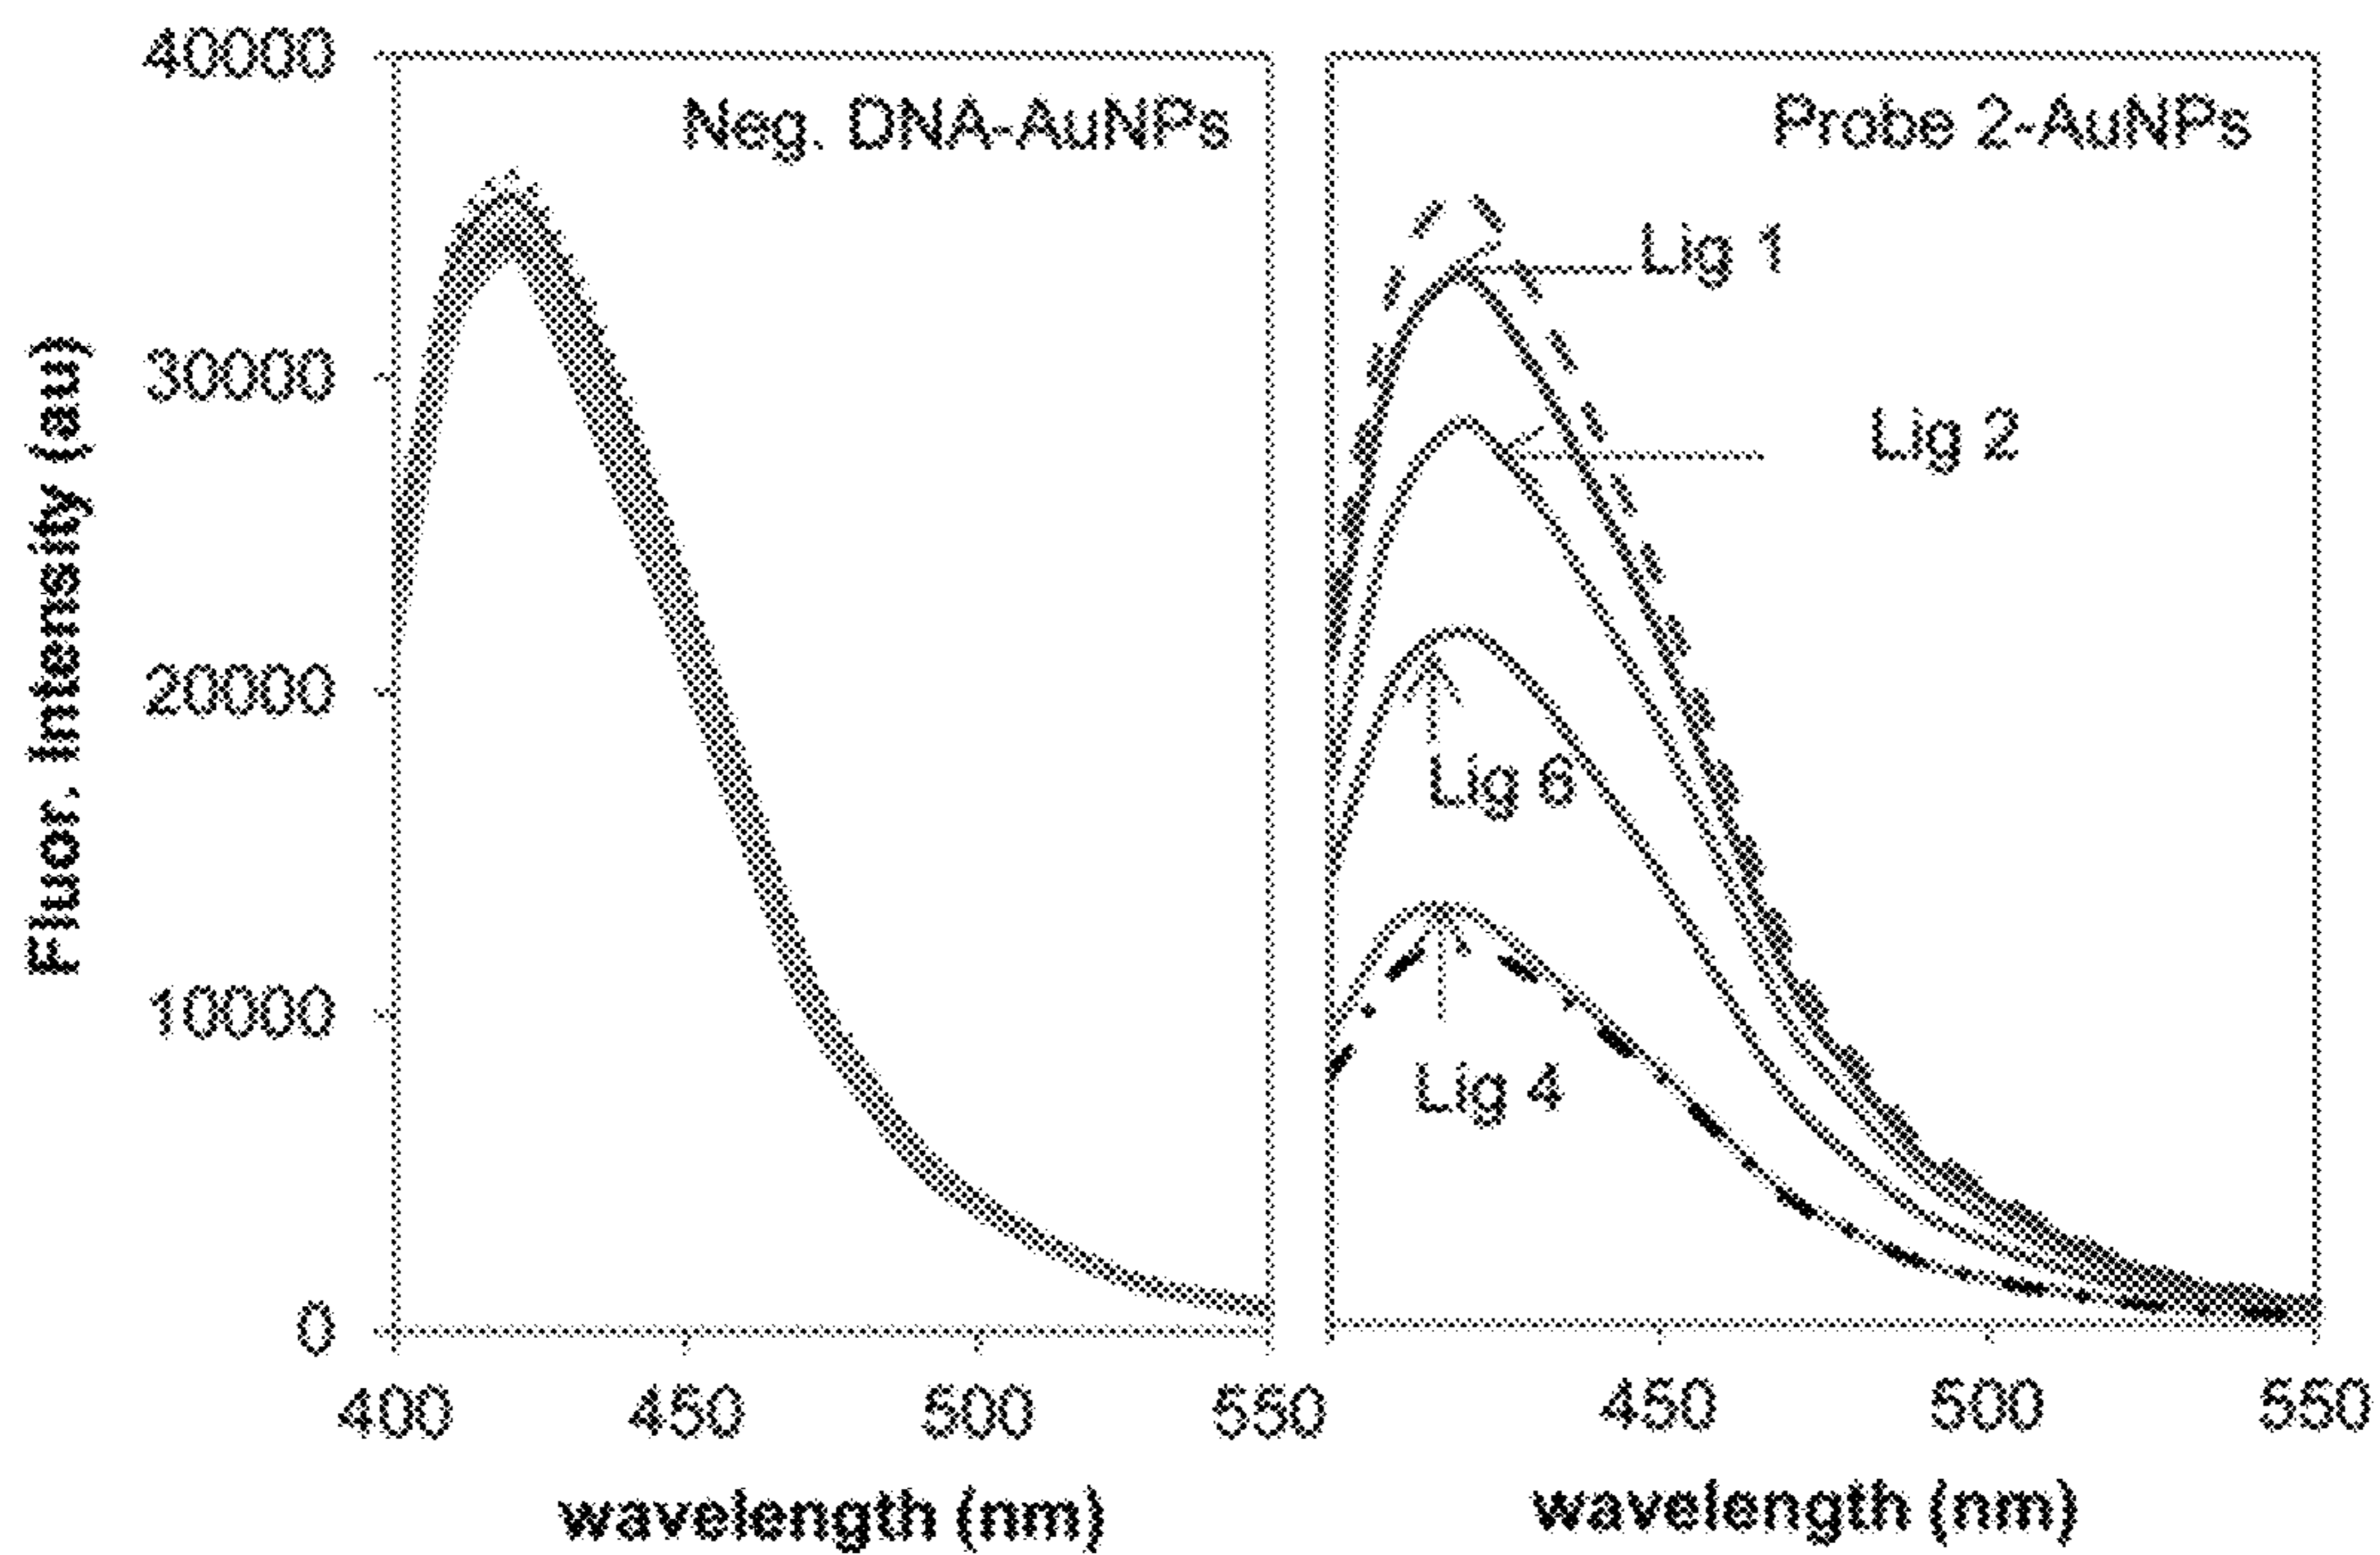 40000
30000
20000
10000
0
Fluor. Intensity (au)
Neg. DNA-AuNPs
400 450 500 550
wavelength (nm)
Probe 2-AuNPs
Lig 1
Lig 2
Lig 6
Lig 4
450 500 550
wavelength (nm)